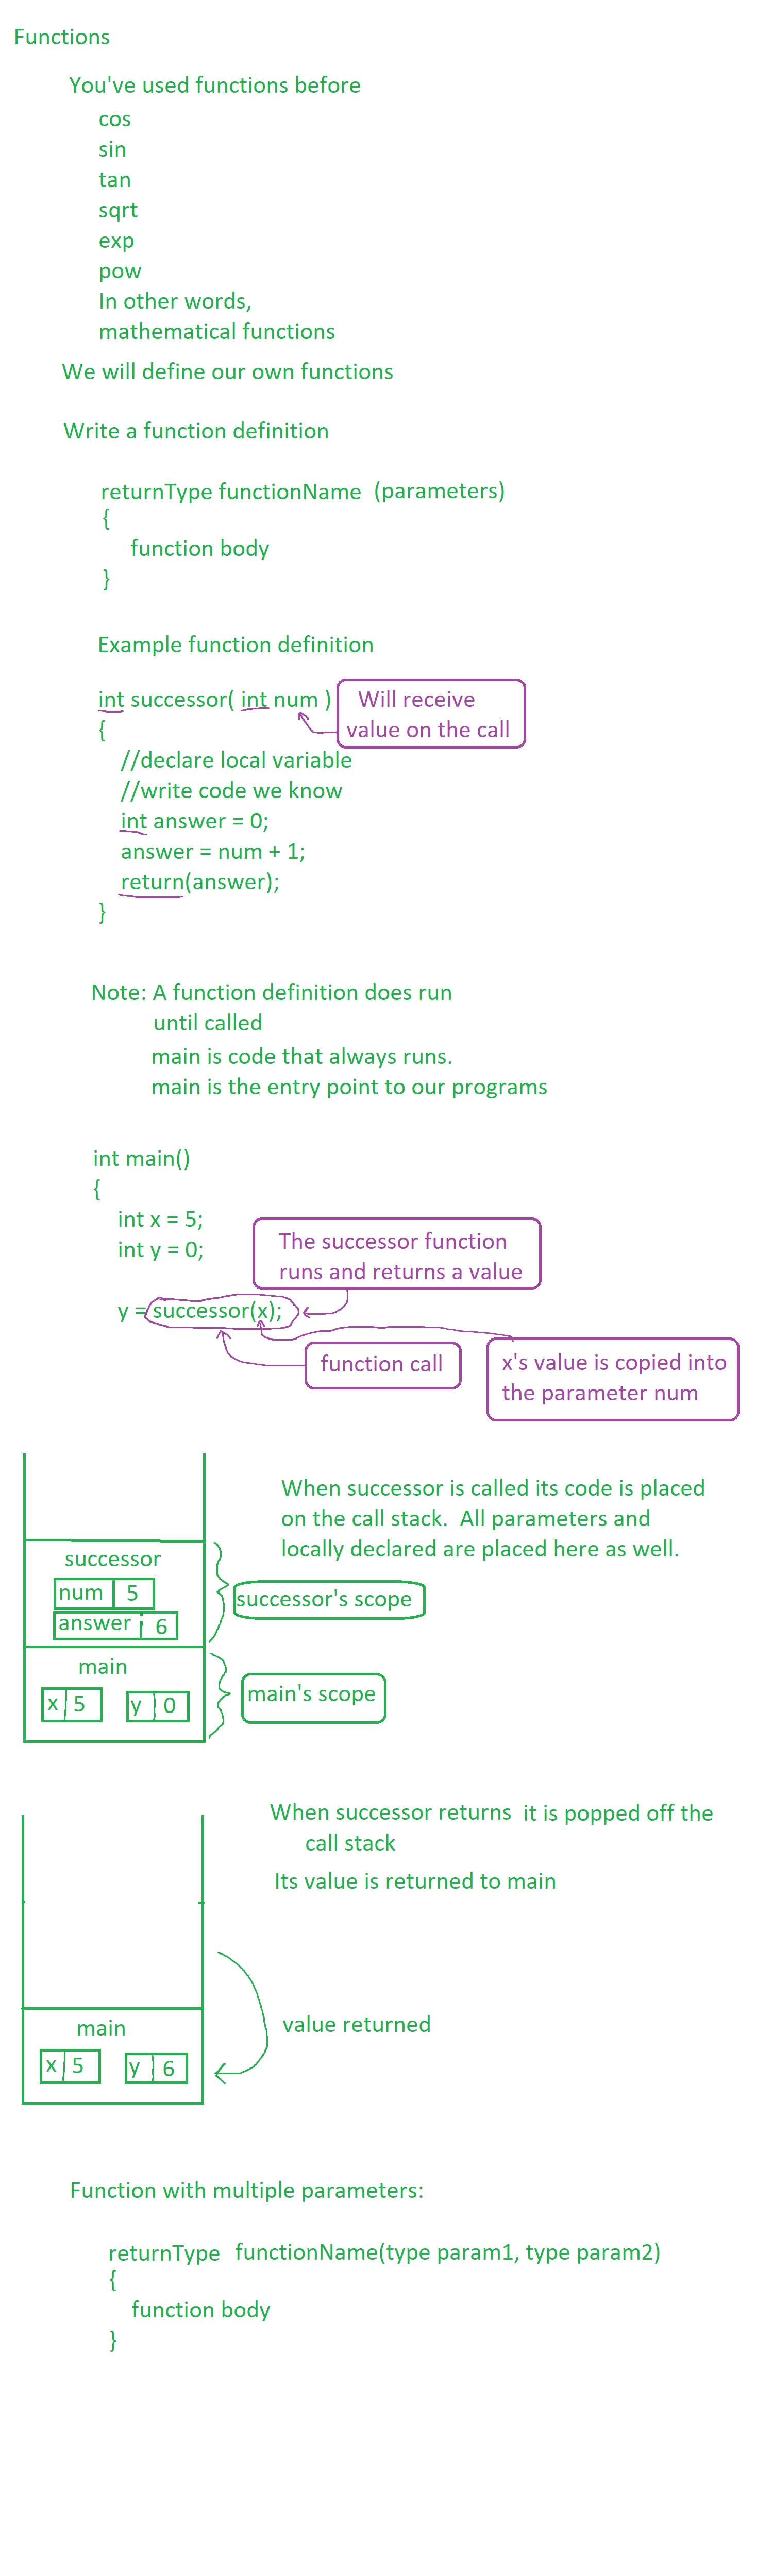 Functions
You've used functions before
cos
sin
tan
sqrt
exp
pow
In other words,
mathematical functions
We will define our own functions
Write a function definition
returnType functionName (parameters)
{
function body
}
Example function definition
int successor( int num )
Will receive
value on the call
{
//declare local variable
//write code we know
int answer = 0;
answer = num + 1;
return(answer);
}
Note: A function definition does run
until called
main is code that always runs.
main is the entry point to our programs
int main()
{
int x = 5;
int y = 0;
The successor function
runs and returns a value
y = successor(x);
function call
x's value is copied into
the parameter num
When successor is called its code is placed
on the call stack. All parameters and
locally declared are placed here as well.
successor
num 5
answer 6
successor's scope
main
x 5 y 0
main's scope
When successor returns it is popped off the
call stack
Its value is returned to main
value returned
main
x 5 y 6
Function with multiple parameters:
returnType functionName(type param1, type param2)
{
function body
}